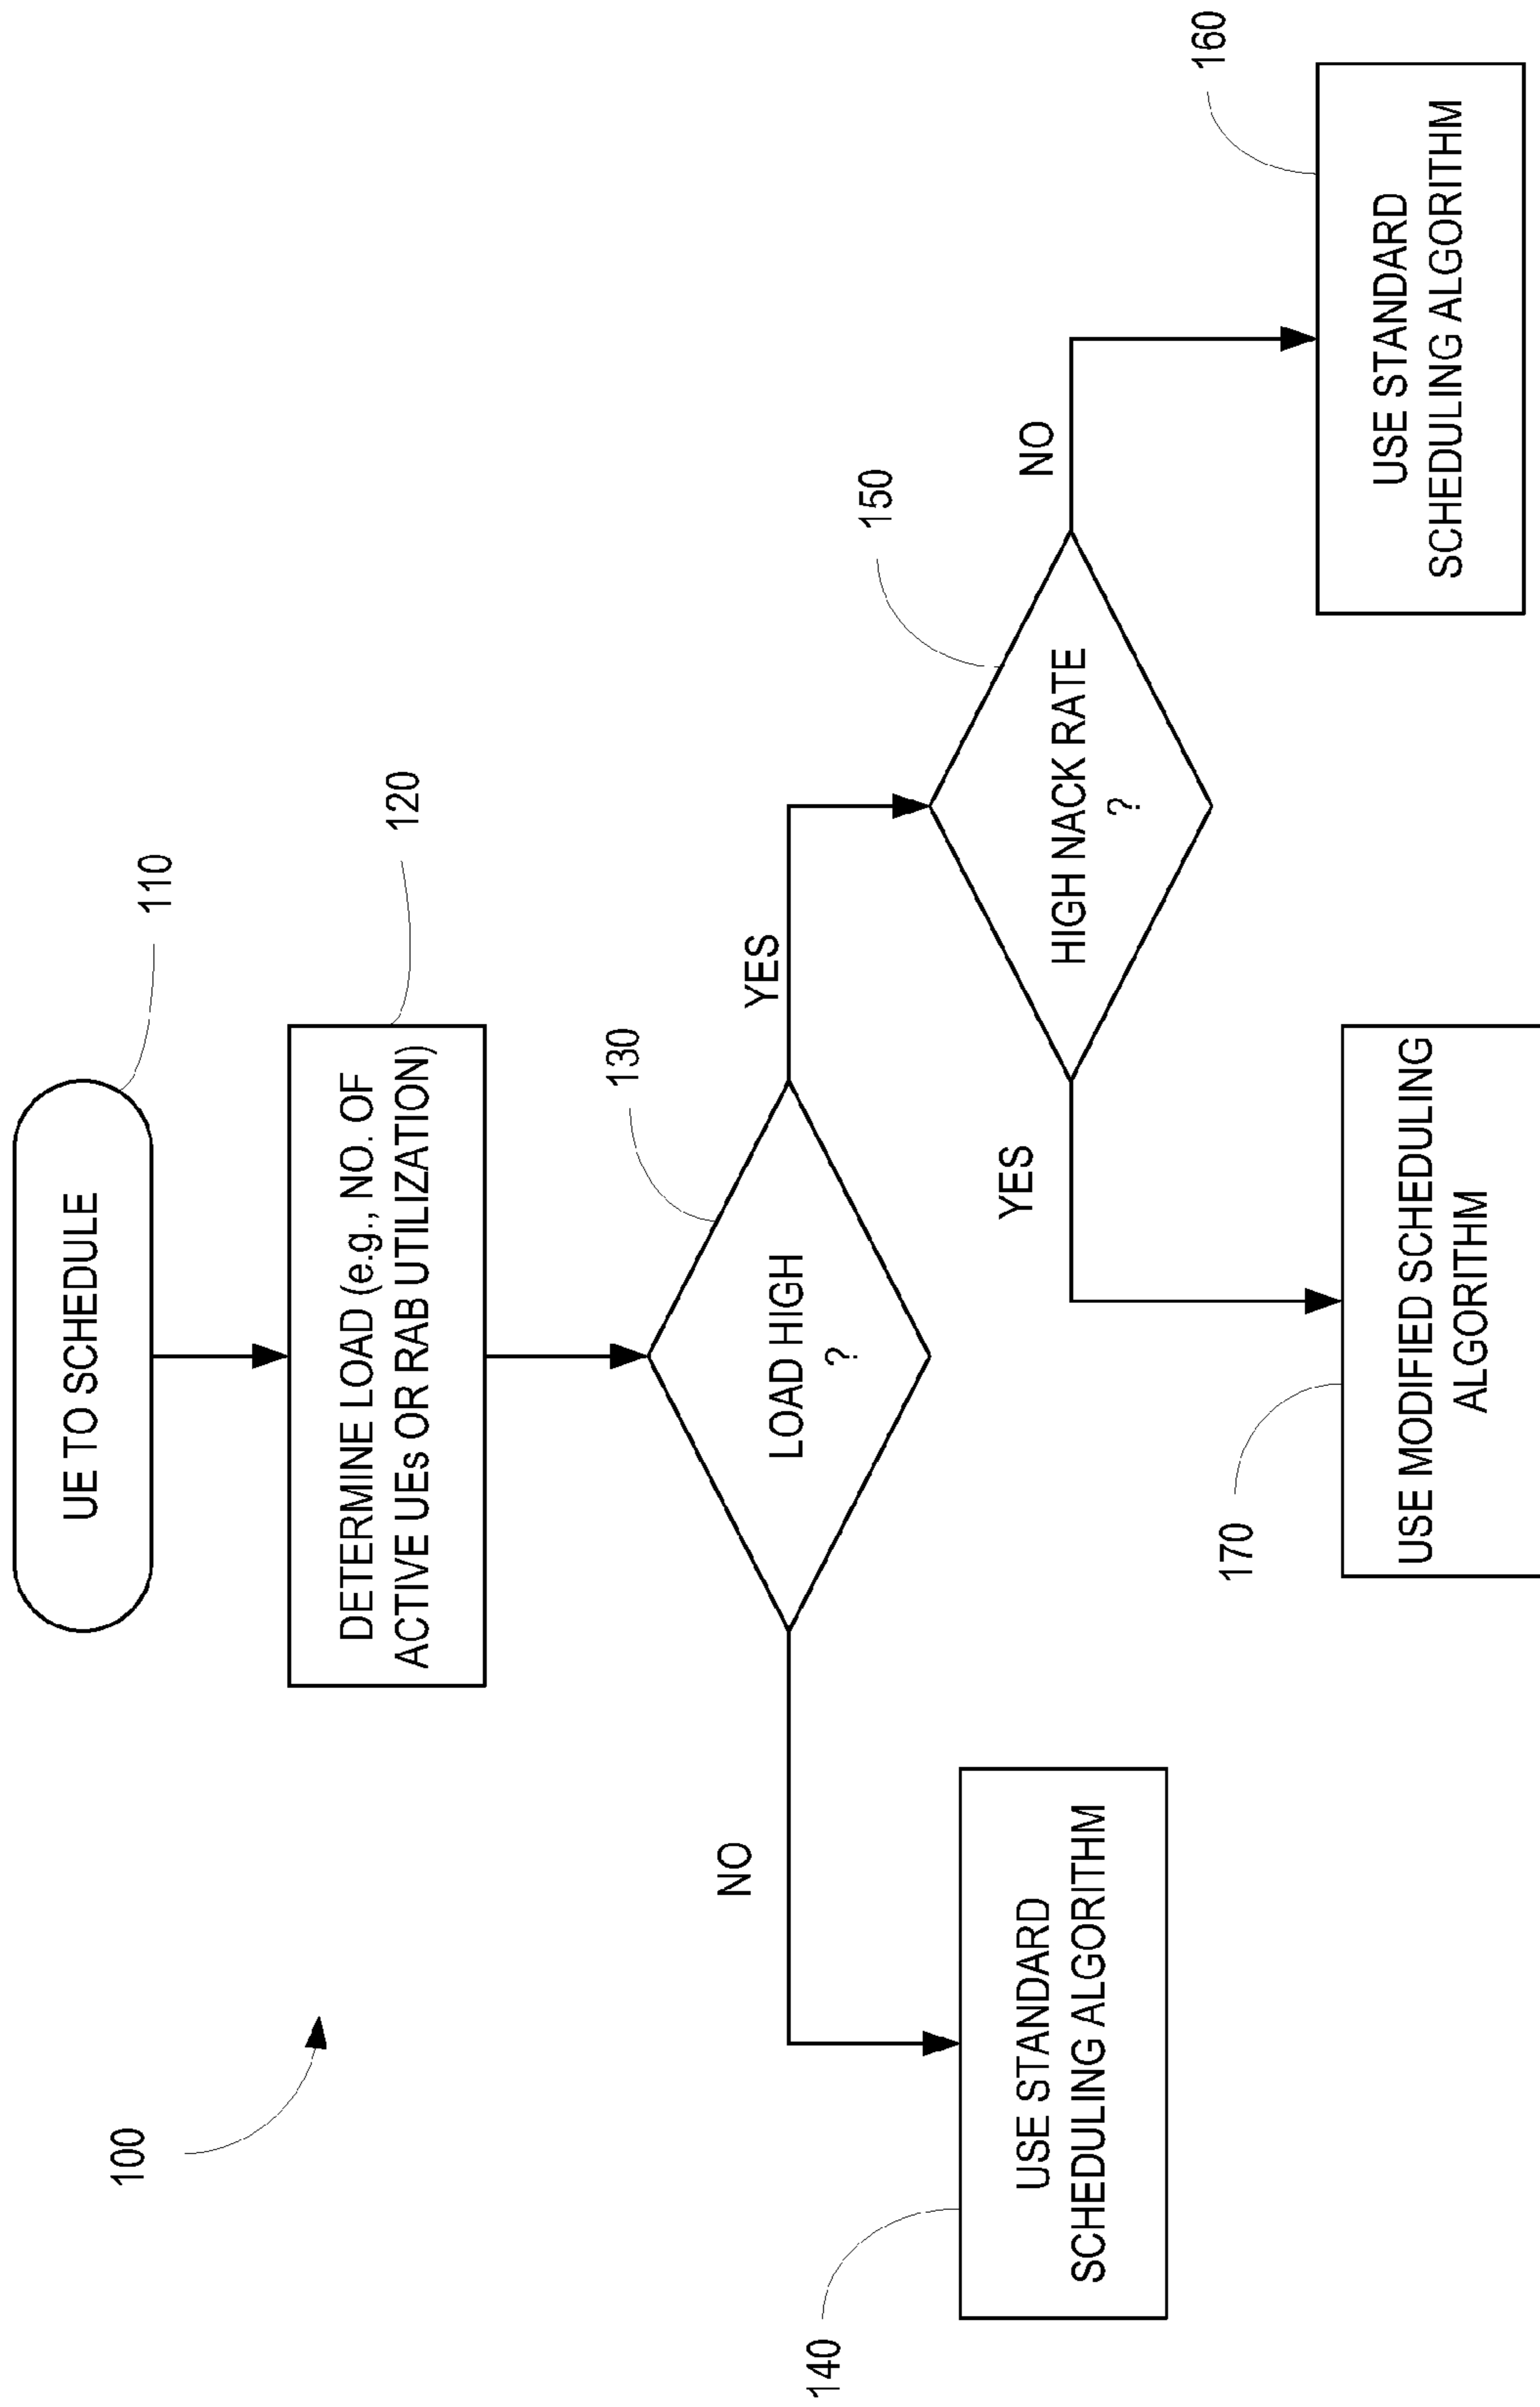 100
UE TO SCHEDULE
110
DETERMINE LOAD (e.g., NO. OF
ACTIVE UEs OR RAB UTILIZATION)
120
LOAD HIGH
?
130
NO
YES
USE STANDARD
SCHEDULING ALGORITHM
140
HIGH NACK RATE
?
150
YES
NO
USE MODIFIED SCHEDULING
ALGORITHM
170
USE STANDARD
SCHEDULING ALGORITHM
160